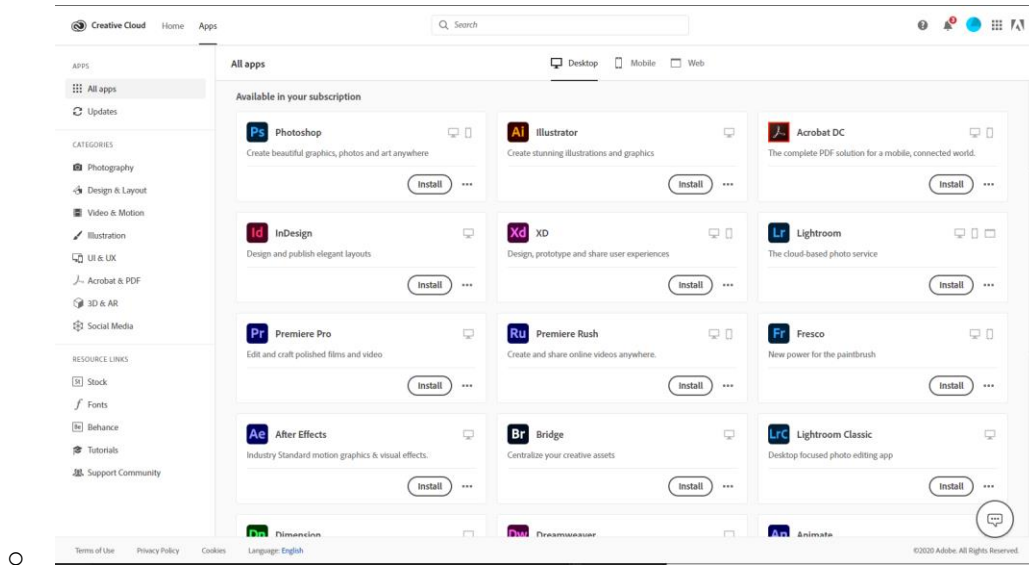 Creative Cloud Home Apps Search 3
APPS
All apps
Updates
CATEGORIES
Photography
Design & Layout
Video & Motion
Illustration
UI & UX
Acrobat & PDF
3D & AR
Social Media
RESOURCE LINKS
St Stock
f Fonts
Be Behance
Tutorials
Support Community
All apps Desktop Mobile Web
Available in your subscription
Ps Photoshop
Create beautiful graphics, photos and art anywhere
Install
Ai Illustrator
Create stunning illustrations and graphics
Install
Acrobat DC
The complete PDF solution for a mobile, connected world.
Install
Id InDesign
Design and publish elegant layouts
Install
Xd XD
Design, prototype and share user experiences
Install
Lr Lightroom
The cloud-based photo service
Install
Pr Premiere Pro
Edit and craft polished films and video
Install
Ru Premiere Rush
Create and share online videos anywhere.
Install
Fr Fresco
New power for the paintbrush
Install
Ae After Effects
Industry Standard motion graphics & visual effects.
Install
Br Bridge
Centralize your creative assets
Install
LrC Lightroom Classic
Desktop focused photo editing app
Install
Dn Dimension
Dw Dreamweaver
An Animate
Terms of Use Privacy Policy Cookies Language: English ©2020 Adobe. All Rights Reserved.